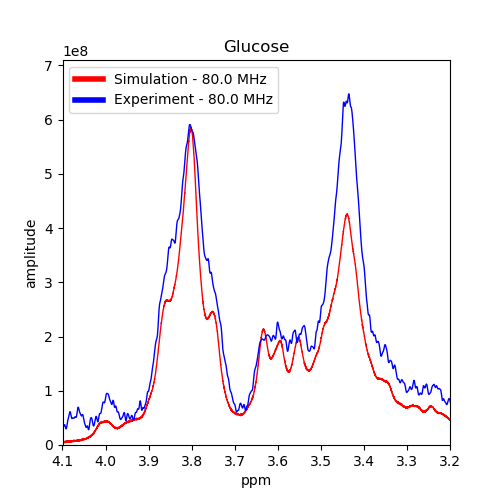 Glucose
1e8
Simulation - 80.0 MHz
Experiment - 80.0 MHz
7
6
5
4
3
2
1
0
amplitude
4.1 4.0 3.9 3.8 3.7 3.6 3.5 3.4 3.3 3.2
ppm